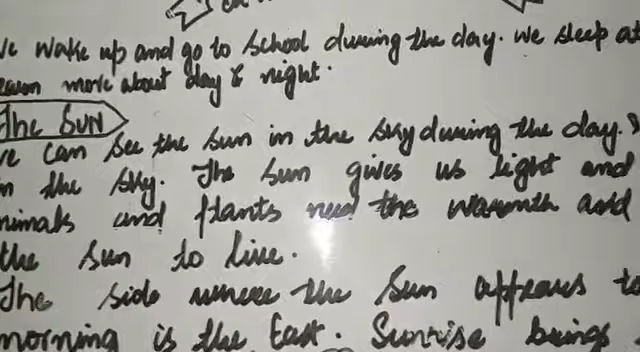 we wake up and go to school during the day. we sleep at
learn more about day & night.
The Sun
we can see the sun in the sky during the day.
in the sky. The sun gives us light and
nimals and plants need the warmth and
the sun to live.
The side where the sun appears to
morning is the East. Sunrise brings